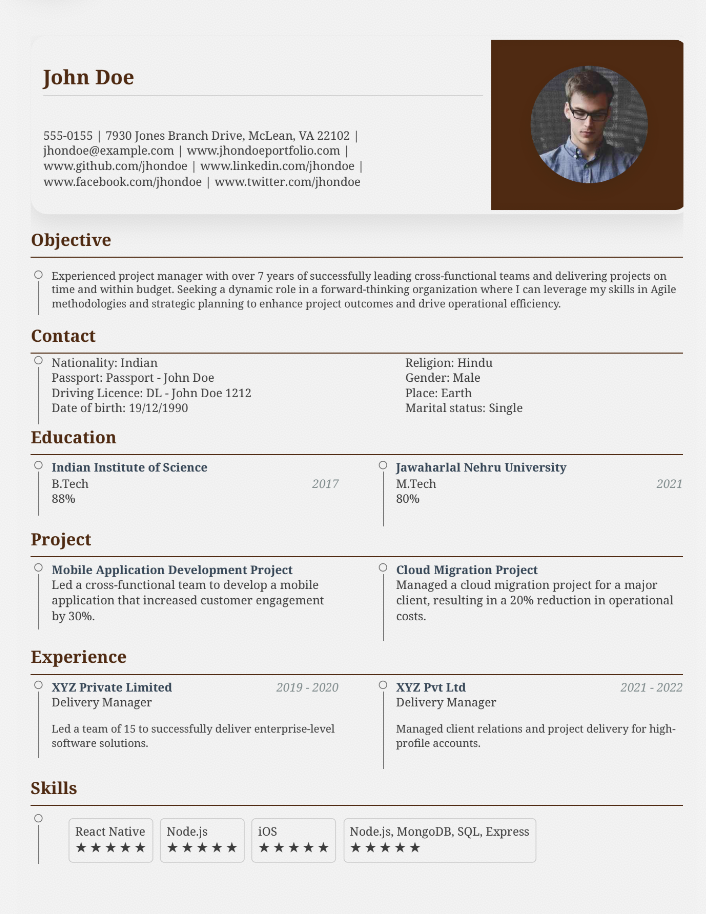 John Doe
555-0155 | 7930 Jones Branch Drive, McLean, VA 22102 |
jhondoe@example.com | www.jhondoeportfolio.com |
www.github.com/jhondoe | www.linkedin.com/jhondoe |
www.facebook.com/jhondoe | www.twitter.com/jhondoe
Objective
Experienced project manager with over 7 years of successfully leading cross-functional teams and delivering projects on
time and within budget. Seeking a dynamic role in a forward-thinking organization where I can leverage my skills in Agile
methodologies and strategic planning to enhance project outcomes and drive operational efficiency.
Contact
Nationality: Indian
Passport: Passport - John Doe
Driving Licence: DL - John Doe 1212
Date of birth: 19/12/1990
Religion: Hindu
Gender: Male
Place: Earth
Marital status: Single
Education
Indian Institute of Science
B.Tech 2017
88%
Jawaharlal Nehru University
M.Tech 2021
80%
Project
Mobile Application Development Project
Led a cross-functional team to develop a mobile
application that increased customer engagement
by 30%.
Cloud Migration Project
Managed a cloud migration project for a major
client, resulting in a 20% reduction in operational
costs.
Experience
XYZ Private Limited 2019 - 2020
Delivery Manager
Led a team of 15 to successfully deliver enterprise-level
software solutions.
XYZ Pvt Ltd 2021 - 2022
Delivery Manager
Managed client relations and project delivery for high-
profile accounts.
Skills
React Native
★★★★★
Node.js
★★★★★
iOS
★★★★★
Node.js, MongoDB, SQL, Express
★★★★★